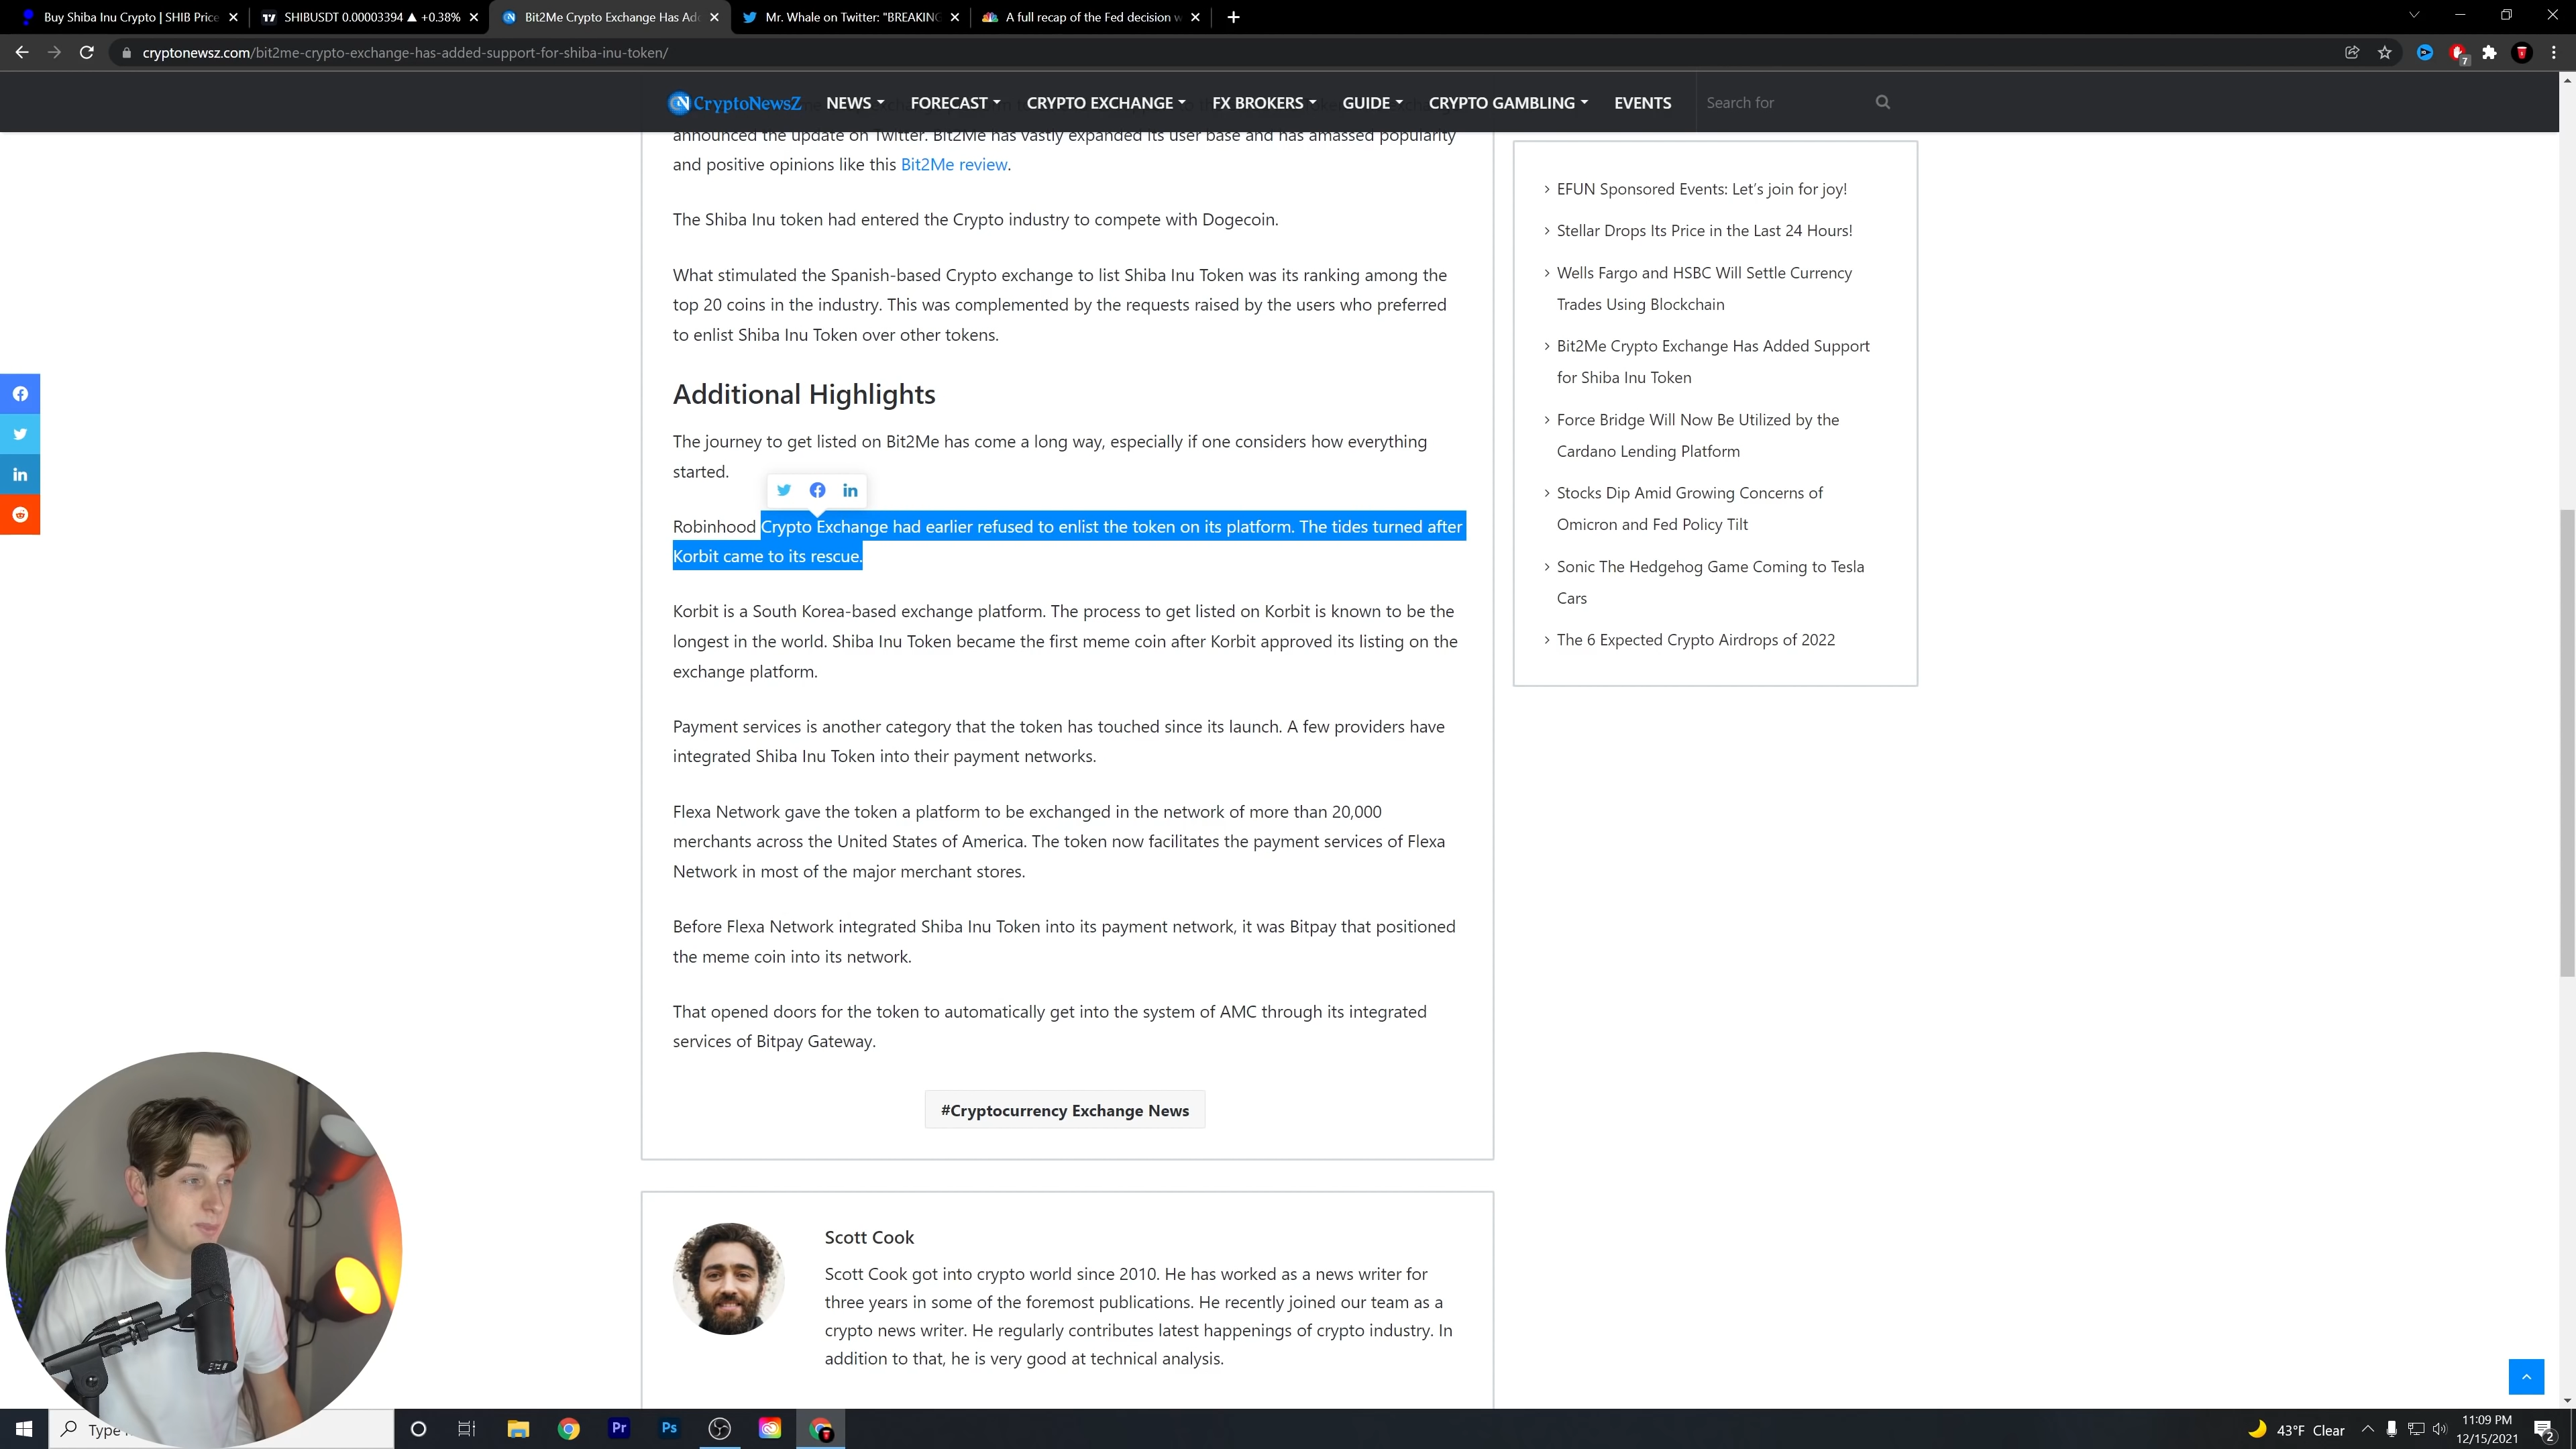 Buy Shiba Inu Crypto | SHIB Price
SHIBUSDT 0.00003394 ▲ +0.38%
Bit2Me Crypto Exchange Has Ad
Mr. Whale on Twitter: "BREAKING
A full recap of the Fed decision w
cryptonewsz.com/bit2me-crypto-exchange-has-added-support-for-shiba-inu-token/
7
CryptoNewsZ
NEWS
FORECAST
CRYPTO EXCHANGE
FX BROKERS
GUIDE
CRYPTO GAMBLING
EVENTS
Search for
announced the update on Twitter. Bit2Me has vastly expanded its user base and has amassed popularity
and positive opinions like this Bit2Me review.
The Shiba Inu token had entered the Crypto industry to compete with Dogecoin.
What stimulated the Spanish-based Crypto exchange to list Shiba Inu Token was its ranking among the
top 20 coins in the industry. This was complemented by the requests raised by the users who preferred
to enlist Shiba Inu Token over other tokens.
Additional Highlights
The journey to get listed on Bit2Me has come a long way, especially if one considers how everything
started.
Robinhood Crypto Exchange had earlier refused to enlist the token on its platform. The tides turned after
Korbit came to its rescue.
Korbit is a South Korea-based exchange platform. The process to get listed on Korbit is known to be the
longest in the world. Shiba Inu Token became the first meme coin after Korbit approved its listing on the
exchange platform.
Payment services is another category that the token has touched since its launch. A few providers have
integrated Shiba Inu Token into their payment networks.
Flexa Network gave the token a platform to be exchanged in the network of more than 20,000
merchants across the United States of America. The token now facilitates the payment services of Flexa
Network in most of the major merchant stores.
Before Flexa Network integrated Shiba Inu Token into its payment network, it was Bitpay that positioned
the meme coin into its network.
That opened doors for the token to automatically get into the system of AMC through its integrated
services of Bitpay Gateway.
#Cryptocurrency Exchange News
Scott Cook
Scott Cook got into crypto world since 2010. He has worked as a news writer for
three years in some of the foremost publications. He recently joined our team as a
crypto news writer. He regularly contributes latest happenings of crypto industry. In
addition to that, he is very good at technical analysis.
EFUN Sponsored Events: Let's join for joy!
Stellar Drops Its Price in the Last 24 Hours!
Wells Fargo and HSBC Will Settle Currency
Trades Using Blockchain
Bit2Me Crypto Exchange Has Added Support
for Shiba Inu Token
Force Bridge Will Now Be Utilized by the
Cardano Lending Platform
Stocks Dip Amid Growing Concerns of
Omicron and Fed Policy Tilt
Sonic The Hedgehog Game Coming to Tesla
Cars
The 6 Expected Crypto Airdrops of 2022
Type
Pr
Ps
43°F Clear
11:09 PM
12/15/2021
2